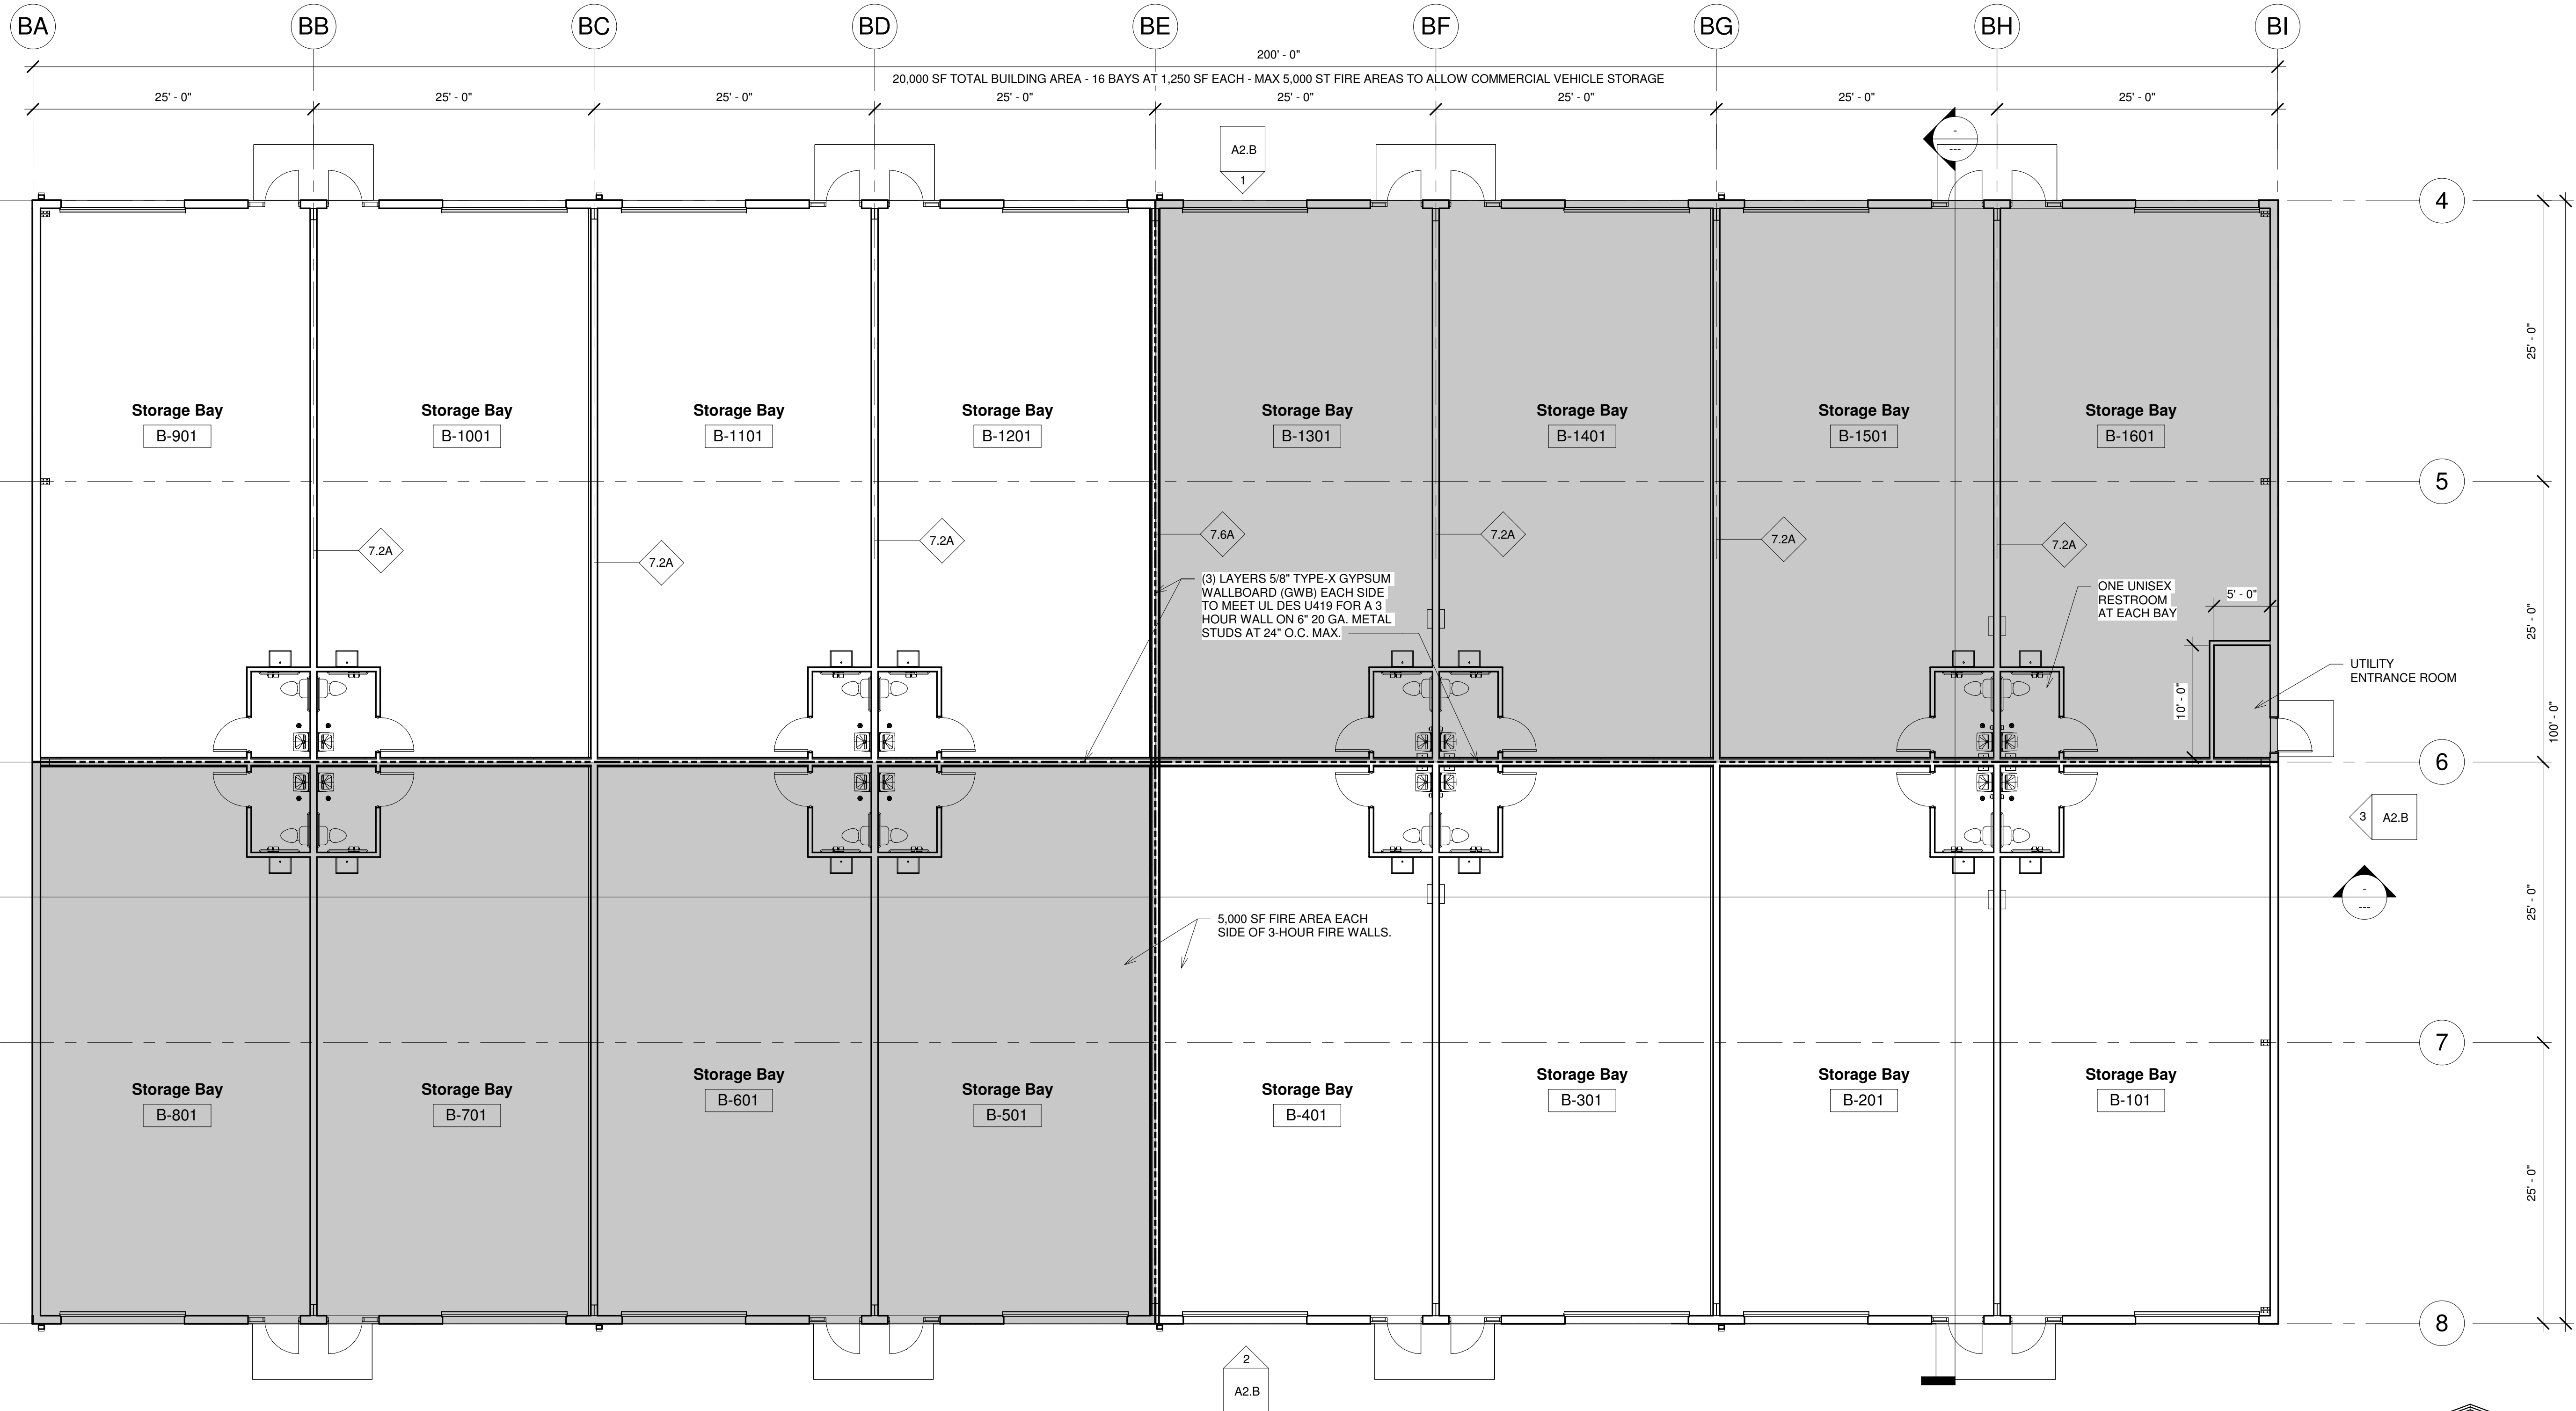 BA BB BC BD BE BF BG BH BI
200' - 0"
20,000 SF TOTAL BUILDING AREA - 16 BAYS AT 1,250 SF EACH - MAX 5,000 ST FIRE AREAS TO ALLOW COMMERCIAL VEHICLE STORAGE
25' - 0" 25' - 0" 25' - 0" 25' - 0" 25' - 0" 25' - 0" 25' - 0" 25' - 0"
-
---
A2.B
1
4
25' - 0"
Storage Bay Storage Bay Storage Bay Storage Bay Storage Bay Storage Bay Storage Bay Storage Bay
B-901 B-1001 B-1101 B-1201 B-1301 B-1401 B-1501 B-1601
5
7.2A 7.2A 7.2A 7.6A 7.2A 7.2A 7.2A
(3) LAYERS 5/8" TYPE-X GYPSUM
WALLBOARD (GWB) EACH SIDE
TO MEET UL DES U419 FOR A 3
HOUR WALL ON 6" 20 GA. METAL
STUDS AT 24" O.C. MAX.
ONE UNISEX
RESTROOM
AT EACH BAY
5' - 0"
25' - 0"
UTILITY
ENTRANCE ROOM
10' - 0"
100' - 0"
6
3 A2.B
-
---
25' - 0"
5,000 SF FIRE AREA EACH
SIDE OF 3-HOUR FIRE WALLS.
7
Storage Bay Storage Bay Storage Bay Storage Bay Storage Bay Storage Bay Storage Bay Storage Bay
B-801 B-701 B-601 B-501 B-401 B-301 B-201 B-101
25' - 0"
8
2
A2.B